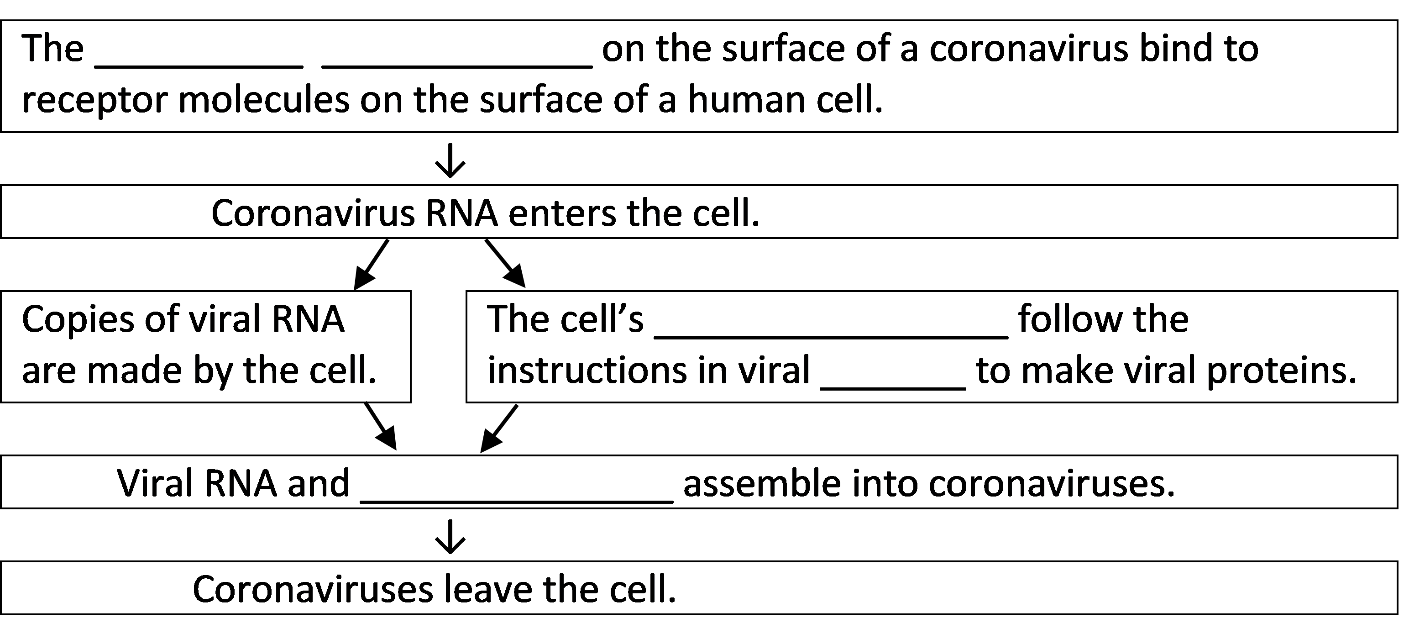 The __________ _____________ on the surface of a coronavirus bind to
receptor molecules on the surface of a human cell.
Coronavirus RNA enters the cell.
Copies of viral RNA
are made by the cell.
The cell’s _________________ follow the
instructions in viral _______ to make viral proteins.
Viral RNA and _______________ assemble into coronaviruses.
Coronaviruses leave the cell.